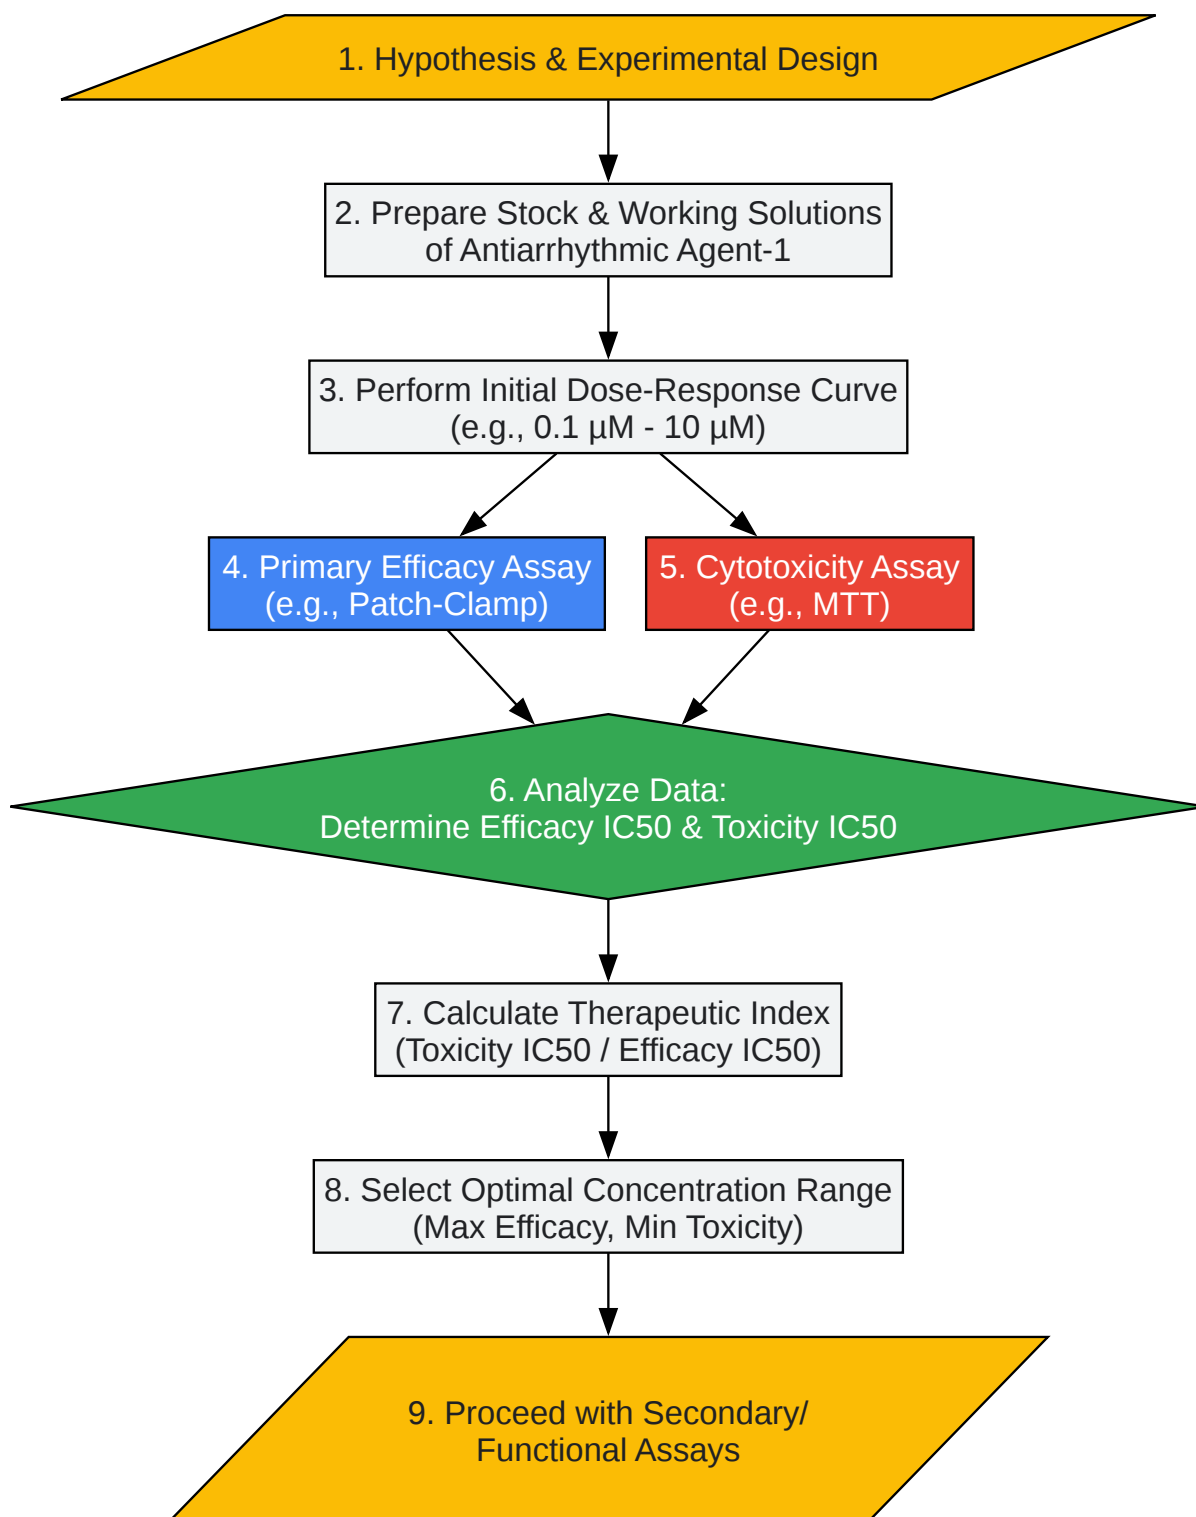 1. Hypothesis & Experimental Design
2. Prepare Stock & Working Solutions
of Antiarrhythmic Agent-1
3. Perform Initial Dose-Response Curve
(e.g., 0.1 µM - 10 µM)
4. Primary Efficacy Assay
(e.g., Patch-Clamp)
5. Cytotoxicity Assay
(e.g., MTT)
6. Analyze Data:
Determine Efficacy IC50 & Toxicity IC50
7. Calculate Therapeutic Index
(Toxicity IC50 / Efficacy IC50)
8. Select Optimal Concentration Range
(Max Efficacy, Min Toxicity)
9. Proceed with Secondary/
Functional Assays